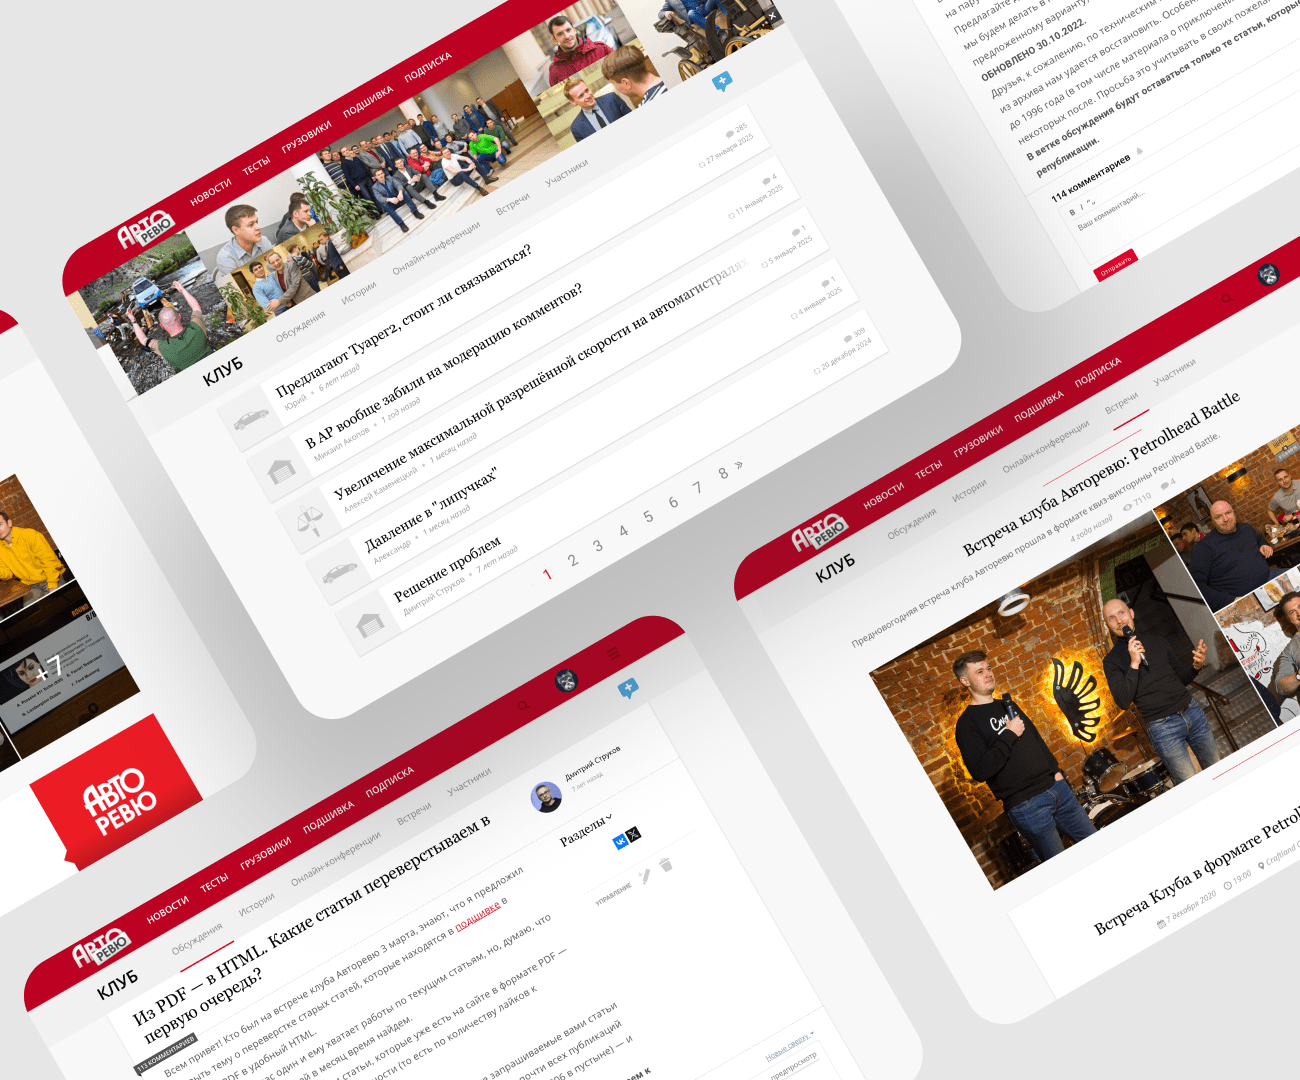 АВТО
РЕВЮ
НОВОСТИ ТЕСТЫ ГРУЗОВИКИ ПОДШИВКА ПОДПИСКА
КЛУБ
Обсуждения Истории Онлайн-конференции Встречи Участники
Предлагают Туарег2, стоит ли связываться?
Юрий • 6 лет назад
285
27 января 2025
В АР вообще забили на модерацию комментов?
Михаил Акопов • 1 год назад
4
11 января 2025
Увеличение максимальной разрешённой скорости на автомагистралях
Алексей Каменецкий • 1 месяц назад
1
5 января 2025
Давление в "липучках"
Александр • 1 месяц назад
1
4 января 2025
Решение проблем
Дмитрий Струков • 7 лет назад
309
20 декабря 2024
1 2 3 4 5 6 7 8 »
на пару
Предлагайте
мы будем делать в
предложенному варианту,
ОБНОВЛЕНО 30.10.2022.
Друзья, к сожалению, по техническим
из архива нам удается восстановить. Особенно
до 1996 года (в том числе материала о приключени
некоторых после. Просьба это учитывать в своих пожела
В ветке обсуждения будут оставаться только те статьи, которы
републикации.
114 комментариев
B I “„
Ваш комментарий...
Отправить
+7
АВТО
РЕВЮ
АВТО
РЕВЮ
НОВОСТИ ТЕСТЫ ГРУЗОВИКИ ПОДШИВКА ПОДПИСКА
КЛУБ
Обсуждения Истории Онлайн-конференции Встречи Участники
Из PDF — в HTML. Какие статьи переверстываем в
первую очередь?
113 КОММЕНТАРИЕВ
Дмитрий Струков
7 лет назад
Разделы
УПРАВЛЕНИЕ
Всем привет! Кто был на встрече клуба Авторевю 3 марта, знают, что я предложил
ыть тему о переверстке старых статей, которые находятся в подшивке в
DF в удобный HTML.
ас один и ему хватает работы по текущим статьям, но, думаю, что
й в месяц время найдем.
статьи, которые уже есть на сайте в формате PDF —
ности (то есть по количеству лайков к
запрашиваемые вами статьи
почти всех публикаций
06 в пустыне) — и
ем к
Новые сверху
предпросмотр
АВТО
РЕВЮ
НОВОСТИ ТЕСТЫ ГРУЗОВИКИ ПОДШИВКА ПОДПИСКА
КЛУБ
Обсуждения Истории Онлайн-конференции Встречи Участники
Встреча клуба Авторевю: Petrolhead Battle
Предновогодняя встреча клуба Авторевю прошла в формате квиз-викторины Petrolhead Battle.
4 года назад 7110 4
Встреча Клуба в формате Petrol
7 декабря 2020 19:00 Craftland